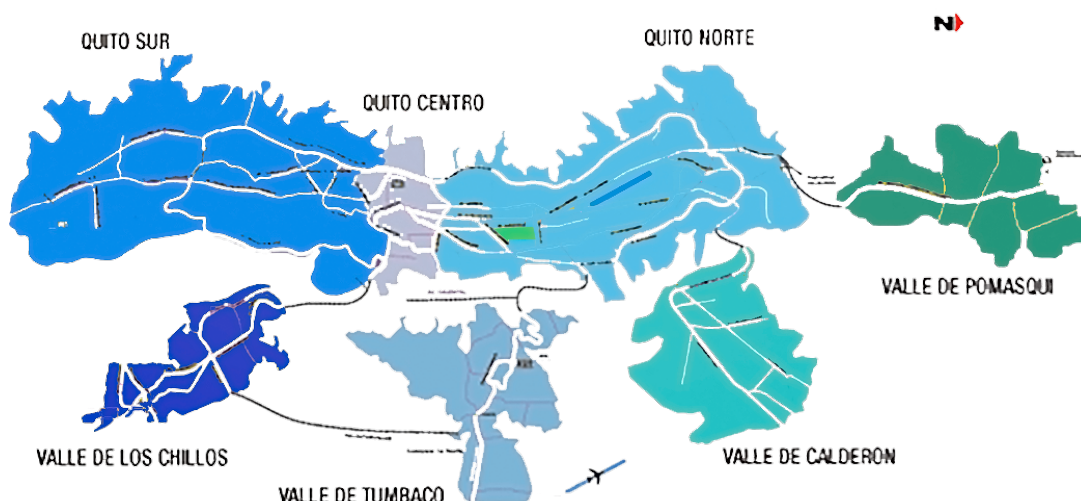 QUITO SUR
QUITO NORTE
N
QUITO CENTRO
VALLE DE POMASQUI
VALLE DE LOS CHILLOS
VALLE DE CALDERON
VALLE DE TUMBACO